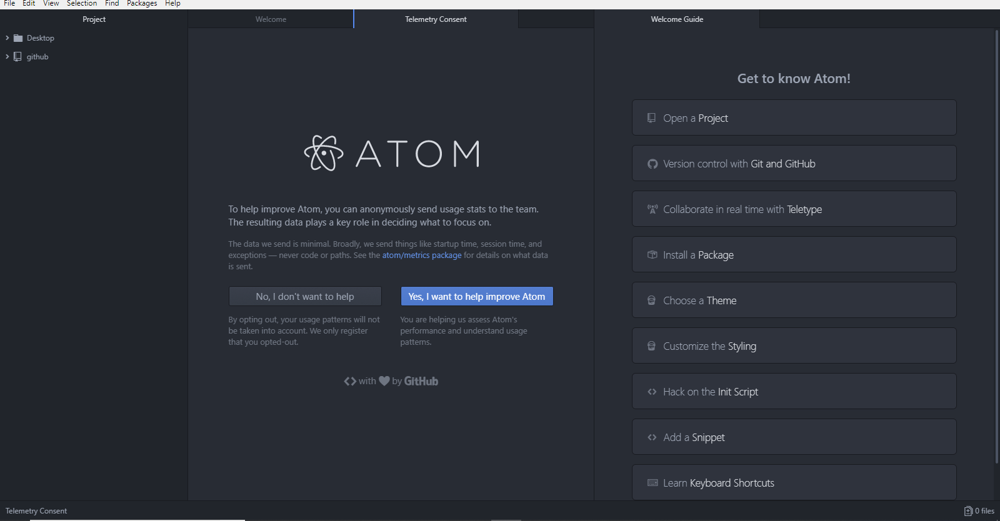 File Edit View Selection Find Packages Help
Project
Desktop
github
Welcome
Telemetry Consent
Welcome Guide
ATOM
To help improve Atom, you can anonymously send usage stats to the team.
The resulting data plays a key role in deciding what to focus on.
The data we send is minimal. Broadly, we send things like startup time, session time, and
exceptions — never code or paths. See the atom/metrics package for details on what data
is sent.
No, I don't want to help
By opting out, your usage patterns will not
be taken into account. We only register
that you opted-out.
Yes, I want to help improve Atom
You are helping us assess Atom's
performance and understand usage
patterns.
with by GitHub
Get to know Atom!
Open a Project
Version control with Git and GitHub
Collaborate in real time with Teletype
Install a Package
Choose a Theme
Customize the Styling
Hack on the Init Script
Add a Snippet
Learn Keyboard Shortcuts
Telemetry Consent
0 files